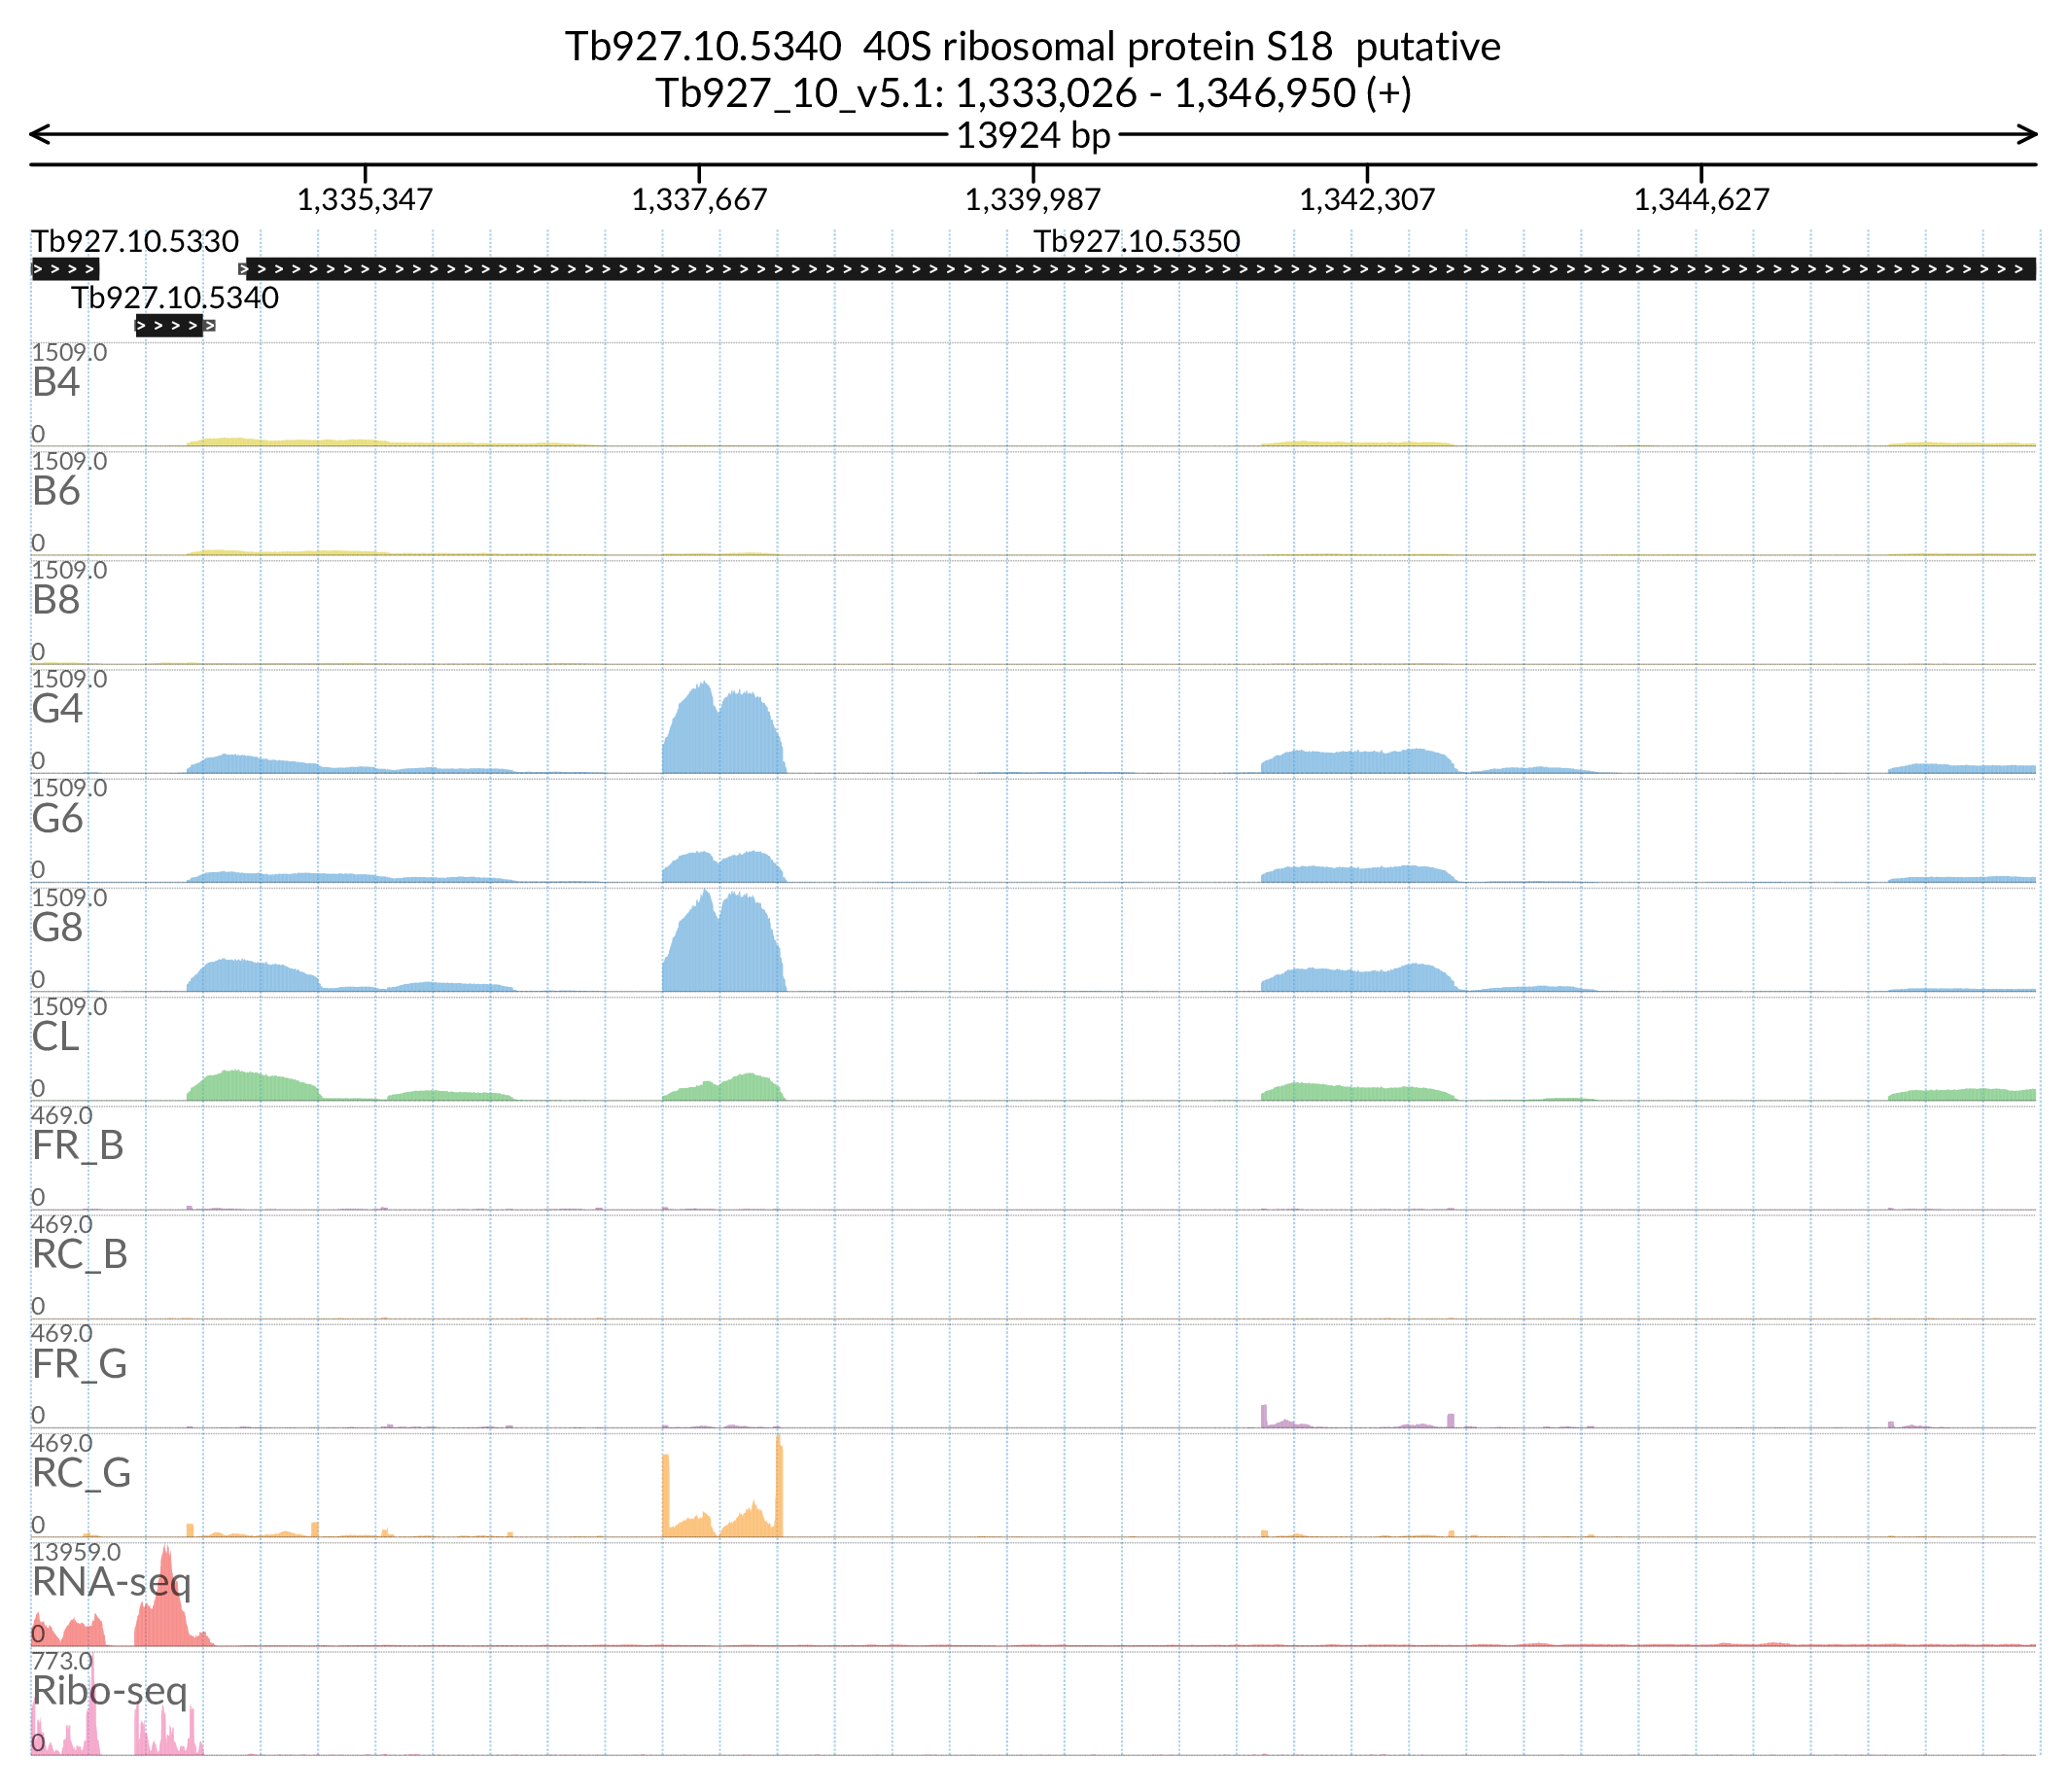 Tb927.10.5340  40S ribosomal protein S18  putative
Tb927_10_v5.1: 1,333,026 - 1,346,950 (+)
13924 bp
1,335,347 1,337,667 1,339,987 1,342,307 1,344,627
Tb927.10.5330 Tb927.10.5350
Tb927.10.5340
1509.0
B4
0
1509.0
B6
0
1509.0
B8
0
1509.0
G4
0
1509.0
G6
0
1509.0
G8
0
1509.0
CL
0
469.0
FR_B
0
469.0
RC_B
0
469.0
FR_G
0
469.0
RC_G
0
13959.0
RNA-seq
0
773.0
Ribo-seq
0